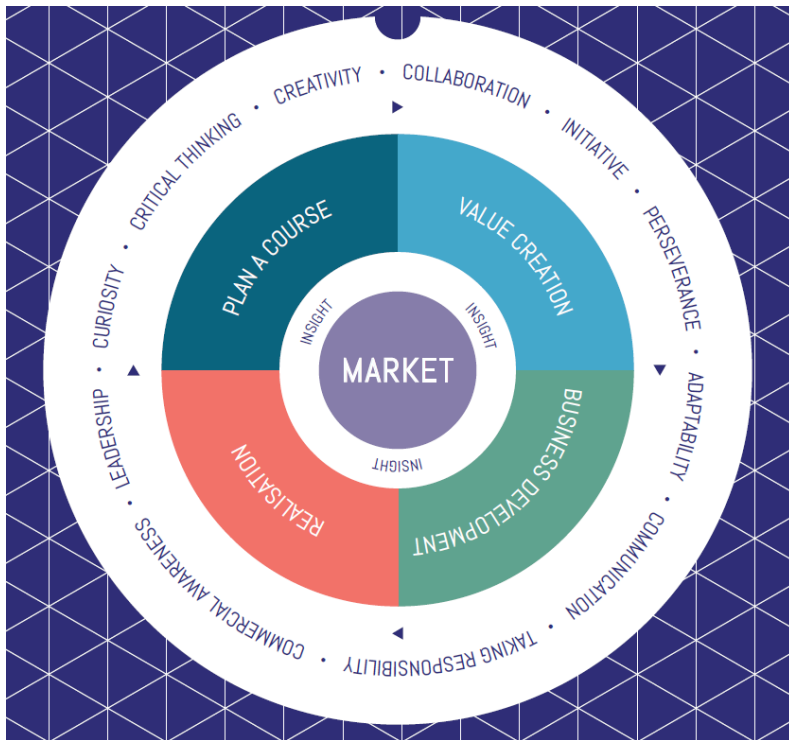 CREATIVITY • COLLABORATION • INITIATIVE • PERSEVERANCE • ADAPTABILITY • COMMUNICATION • TAKING RESPONSIBILITY • COMMERCIAL AWARENESS • LEADERSHIP • CURIOSITY • CRITICAL THINKING •
PLAN A COURSE
VALUE CREATION
BUSINESS DEVELOPMENT
REALISATION
INSIGHT
INSIGHT
INSIGHT
MARKET